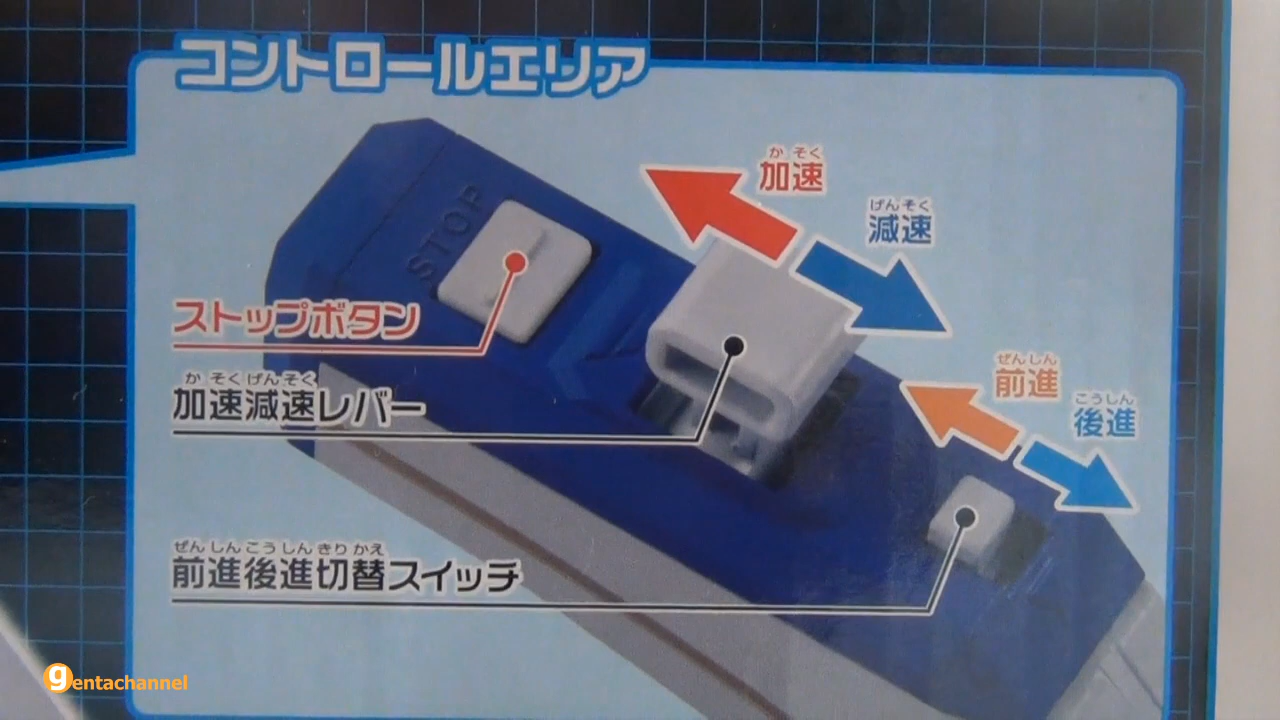 コントロールエリア
かそく
加速
げんそく
減速
STOP
ストップボタン
ぜんしん
前進
こうしん
後進
かそくげんそく
加速減速レバー
ぜんしんこうしんきりかえ
前進後進切替スイッチ
gentachannel